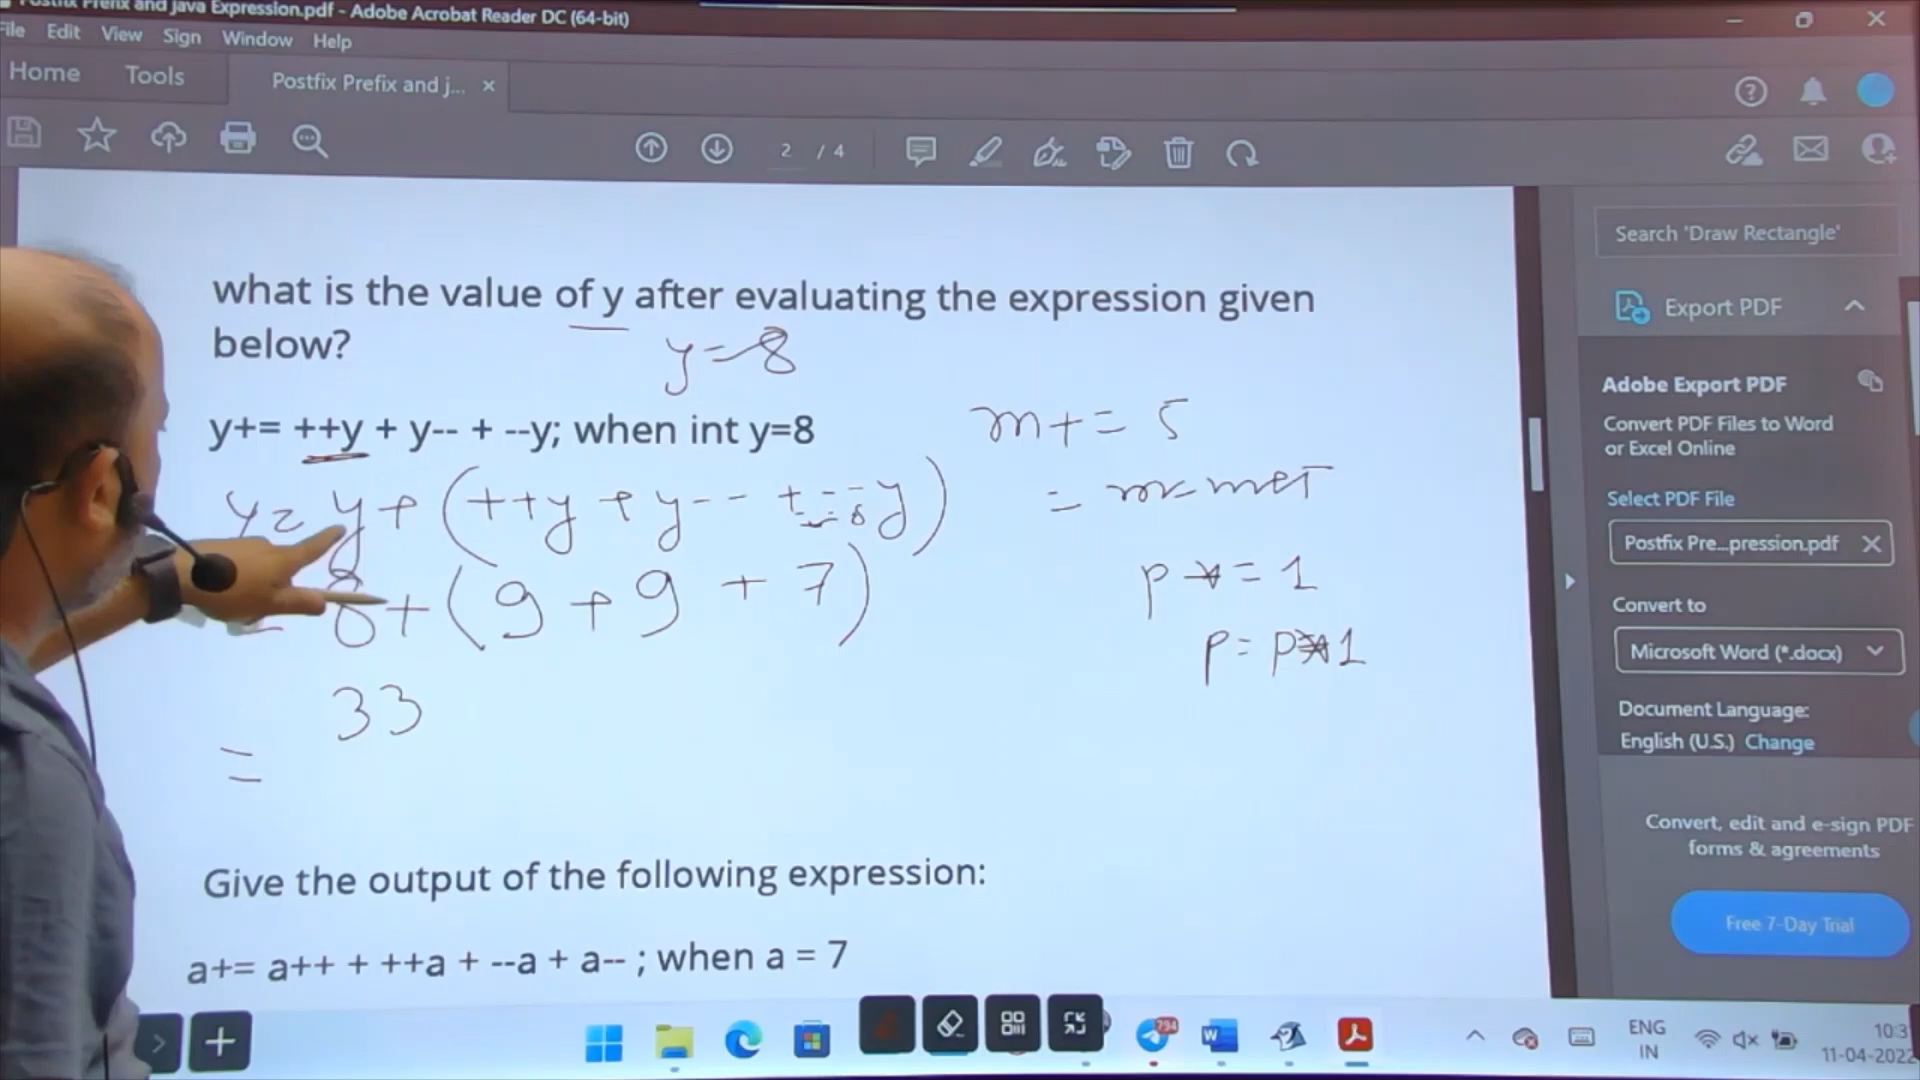 Postfix Prefix and Java Expression.pdf - Adobe Acrobat Reader DC (64-bit)
File Edit View Sign Window Help
Home Tools Postfix Prefix and j... ×
2 / 4
Search 'Draw Rectangle'
Export PDF
Adobe Export PDF
Convert PDF Files to Word
or Excel Online
Select PDF File
Postfix Pre...pression.pdf ×
Convert to
Microsoft Word (*.docx)
Document Language:
English (U.S.) Change
Convert, edit and e-sign PDF
forms & agreements
Free 7-Day Trial
what is the value of y after evaluating the expression given
below?
y=8
y+= ++y + y-- + --y; when int y=8
m+= 5
y= y+(++y+y-- + --y)
p*=1
8+(9+9+7)
p=p*1
33
=
Give the output of the following expression:
a+= a++ + ++a + --a + a-- ; when a = 7
794
ENG
IN
10:3
11-04-2022